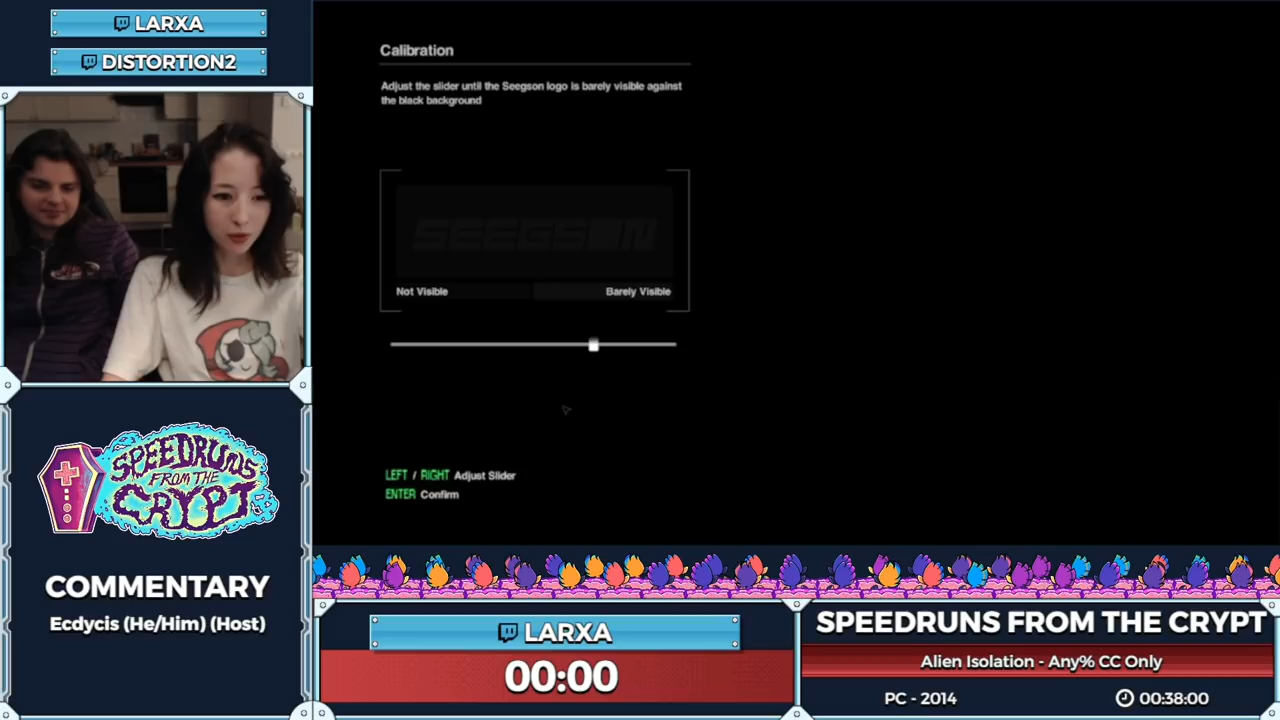 LARXA
DISTORTION2
Calibration
Adjust the slider until the Seegson logo is barely visible against
the black background
SEEGSON
Not Visible
Barely Visible
LEFT / RIGHT Adjust Slider
ENTER Confirm
SPEEDRUNS
FROM THE
CRYPT
COMMENTARY
Ecdycis (He/Him) (Host)
LARXA
00:00
SPEEDRUNS FROM THE CRYPT
Alien Isolation - Any% CC Only
PC - 2014
00:38:00